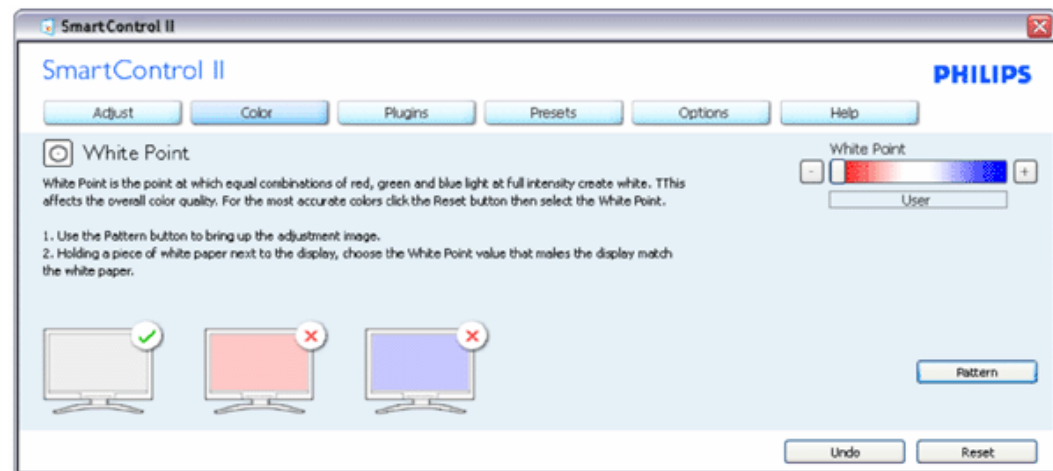 SmartControl II
SmartControl II
PHILIPS
Adjust Color Plugins Presets Options Help
White Point
White Point
- +
User
White Point is the point at which equal combinations of red, green and blue light at full intensity create white. TThis
affects the overall color quality. For the most accurate colors click the Reset button then select the White Point.
1. Use the Pattern button to bring up the adjustment image.
2. Holding a piece of white paper next to the display, choose the White Point value that makes the display match
the white paper.
Pattern
Undo Reset